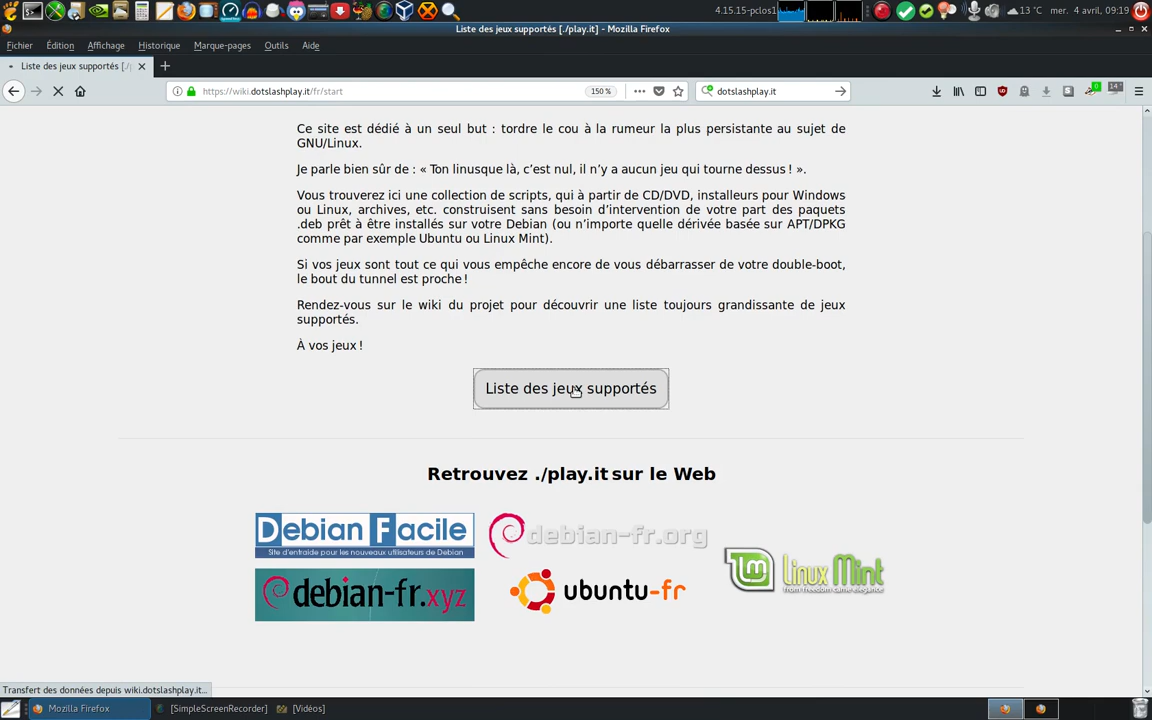 4.15.15-pclos1
13 °C mer. 4 avril, 09:19
Liste des jeux supportés [./play.it] - Mozilla Firefox
Fichier Édition Affichage Historique Marque-pages Outils Aide
Liste des jeux supportés [./p
https://wiki.dotslashplay.it/fr/start 150 % dotslashplay.it
Ce site est dédié à un seul but : tordre le cou à la rumeur la plus persistante au sujet de
GNU/Linux.
Je parle bien sûr de : « Ton linusque là, c’est nul, il n’y a aucun jeu qui tourne dessus ! ».
Vous trouverez ici une collection de scripts, qui à partir de CD/DVD, installeurs pour Windows
ou Linux, archives, etc. construisent sans besoin d’intervention de votre part des paquets
.deb prêt à être installés sur votre Debian (ou n’importe quelle dérivée basée sur APT/DPKG
comme par exemple Ubuntu ou Linux Mint).
Si vos jeux sont tout ce qui vous empêche encore de vous débarrasser de votre double-boot,
le bout du tunnel est proche !
Rendez-vous sur le wiki du projet pour découvrir une liste toujours grandissante de jeux
supportés.
À vos jeux !
Liste des jeux supportés
Retrouvez ./play.it sur le Web
Debian Facile
Site d'entraide pour les nouveaux utilisateurs de Debian
debian-fr.org
Linux Mint
from freedom came elegance
debian-fr.xyz
ubuntu-fr
Transfert des données depuis wiki.dotslashplay.it...
Mozilla Firefox [SimpleScreenRecorder] [Vidéos]